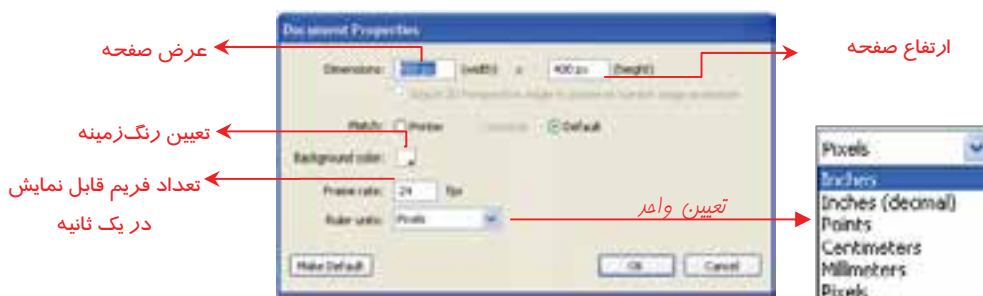 Document Properties
عرض صفحه
ارتفاع صفحه
Dimensions: (width) x 400 px (height)
Match: Printer Default
تعیین رنگ‌زمینه
Background color:
تعداد فریم قابل نمایش
در یک ثانیه
Frame rate: 24 fps
Ruler units: Pixels
تعیین واحد
Make Default OK Cancel
Pixels
Inches
Inches (decimal)
Points
Centimeters
Millimeters
Pixels